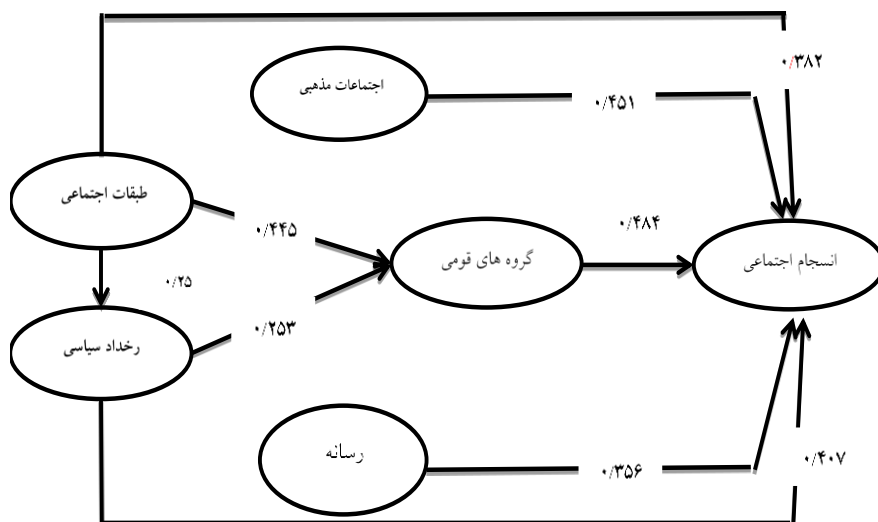 ۰/۳۸۲
اجتماعات مذهبی
۰/۴۵۱
طبقات اجتماعی
۰/۴۴۵
۰/۴۸۴
گروه های قومی
انسجام اجتماعی
۰/۲۵
رخداد سیاسی
۰/۲۵۳
رسانه
۰/۳۵۶
۰/۴۰۷